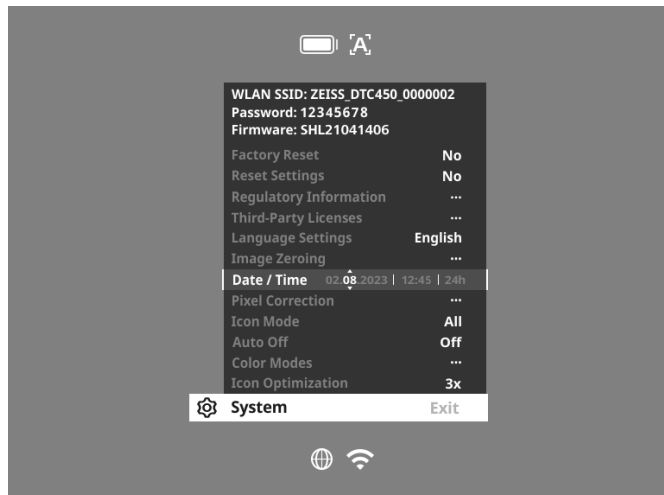 [A]
WLAN SSID: ZEISS_DTC450_0000002
Password: 12345678
Firmware: SHL21041406
Factory Reset No
Reset Settings No
Regulatory Information ...
Third-Party Licenses ...
Language Settings English
Image Zeroing ...
Date / Time 02.08.2023 | 12:45 | 24h
Pixel Correction ...
Icon Mode All
Auto Off Off
Color Modes ...
Icon Optimization 3x
System Exit